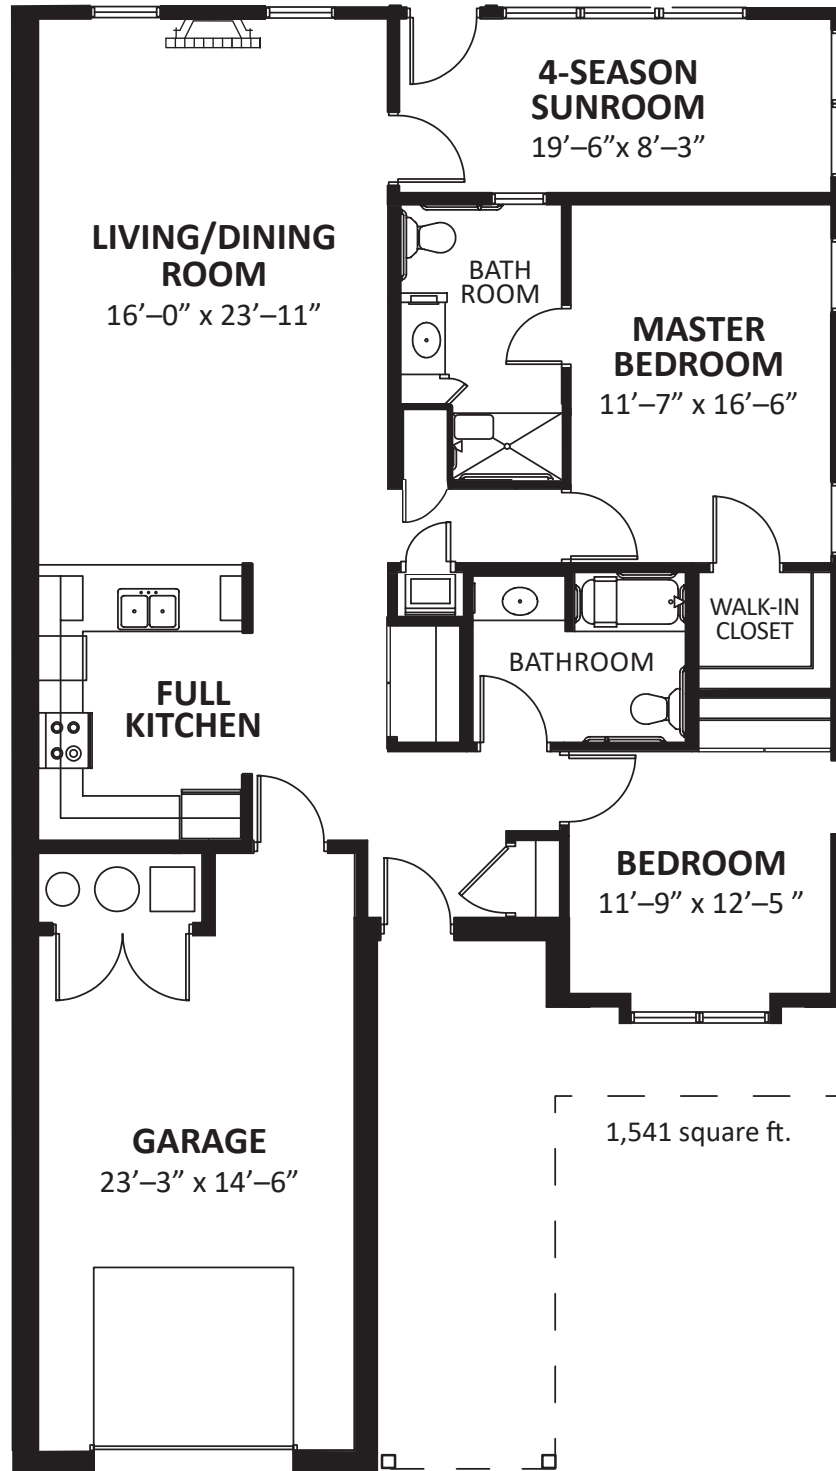 4-SEASON
SUNROOM
19’–6”x 8’–3”
LIVING/DINING
ROOM
16’–0” x 23’–11”
BATH
ROOM
MASTER
BEDROOM
11’–7” x 16’–6”
WALK-IN
CLOSET
BATHROOM
FULL
KITCHEN
BEDROOM
11’–9” x 12’–5 ”
GARAGE
23’–3” x 14’–6”
1,541 square ft.